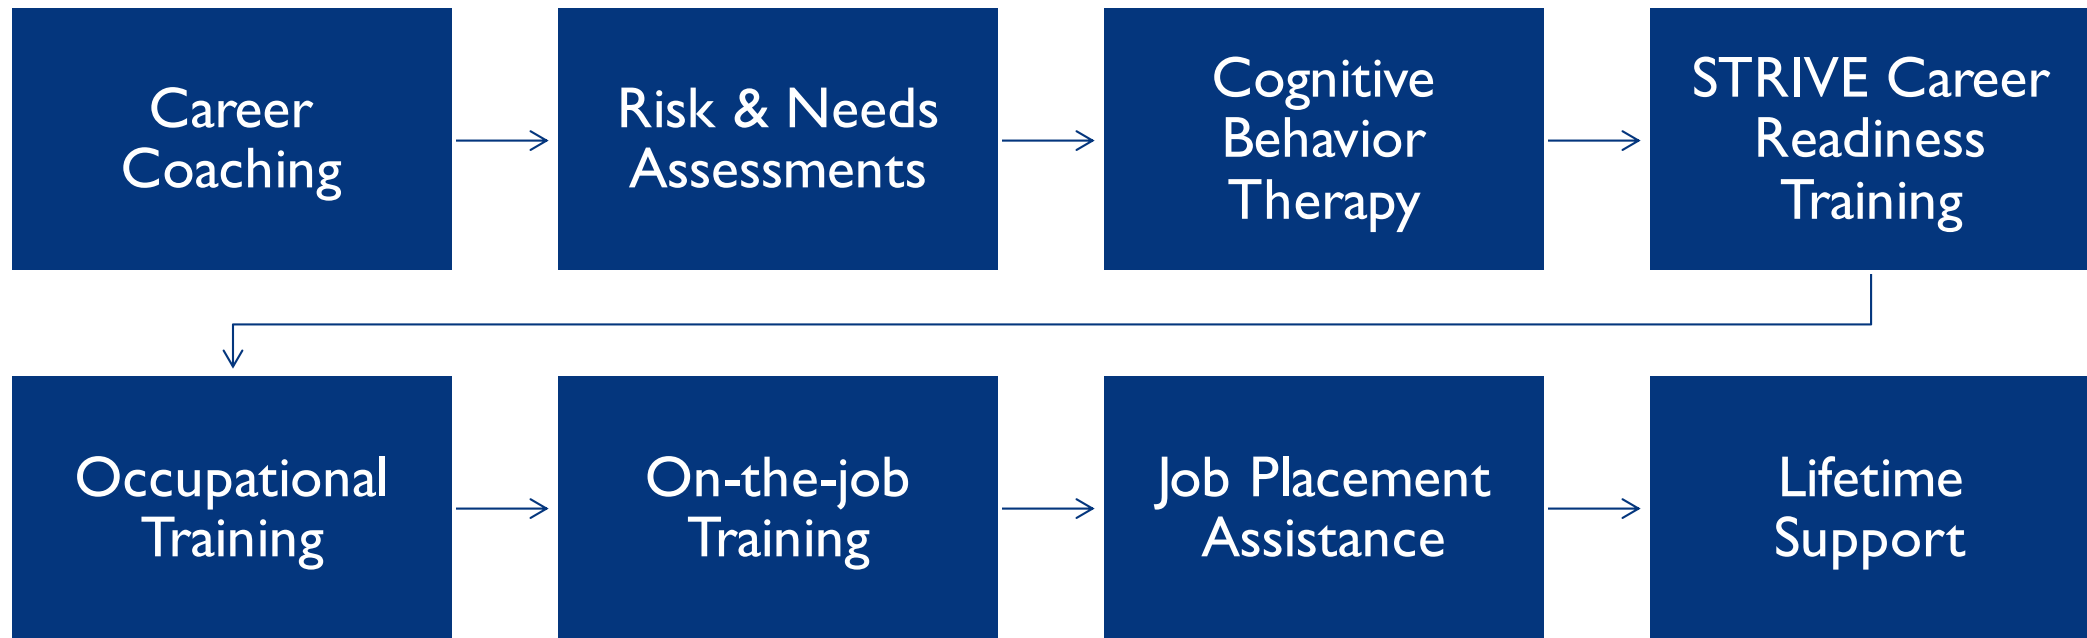 Career
Coaching
Risk & Needs
Assessments
Cognitive
Behavior
Therapy
STRIVE Career
Readiness
Training
Occupational
Training
On-the-job
Training
Job Placement
Assistance
Lifetime
Support